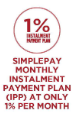 1%
INSTALMENT
PAYMENT PLAN
SIMPLEPAY
MONTHLY
INSTALMENT
PAYMENT PLAN
(IPP) AT ONLY
1% PER MONTH